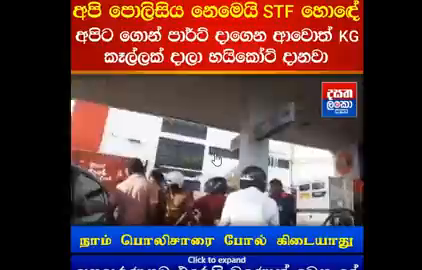 අපි පොලිසිය නෙමෙයි STF හොඳේ
අපිට ගොන් පාර්ට් දාගෙන ආවොත් KG
කෑල්ලක් දාලා හයිකෝට් දානවා
දැසත
ලංකා
நாம் பொலிசாரை போல் கிடையாது
Click to expand